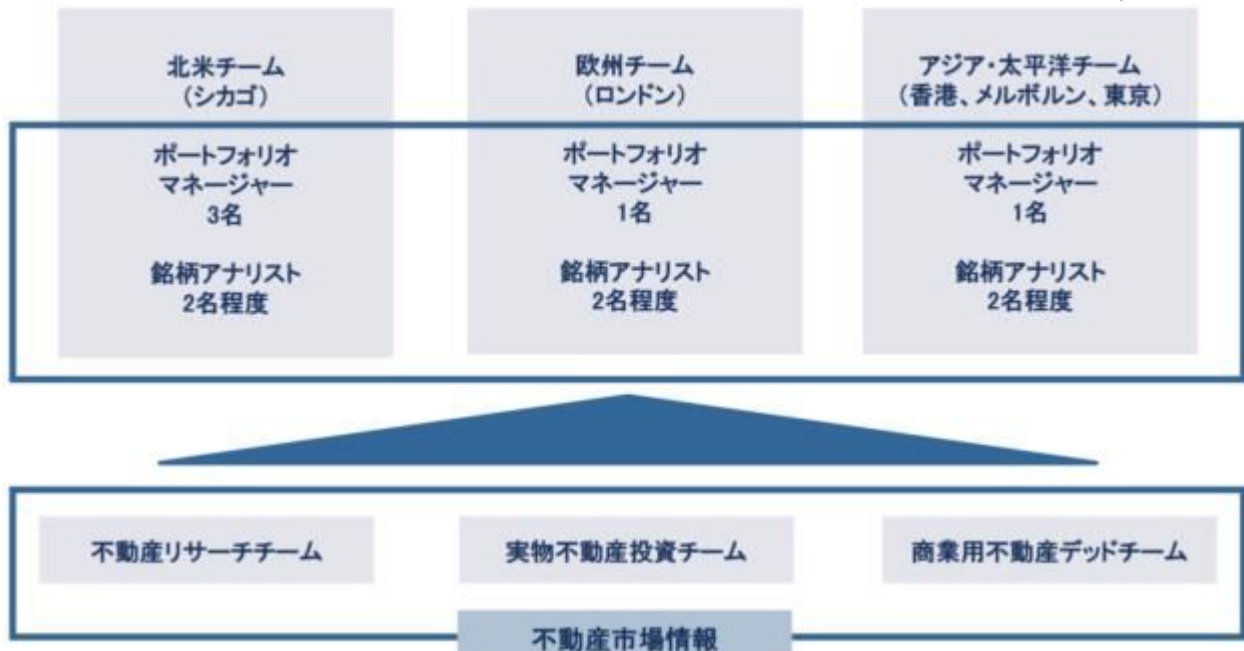 北米チーム
(シカゴ)
ポートフォリオ
マネージャー
3名
銘柄アナリスト
2名程度
欧州チーム
(ロンドン)
ポートフォリオ
マネージャー
1名
銘柄アナリスト
2名程度
アジア・太平洋チーム
(香港、メルボルン、東京)
ポートフォリオ
マネージャー
1名
銘柄アナリスト
2名程度
不動産リサーチチーム
実物不動産投資チーム
商業用不動産デッドチーム
不動産市場情報